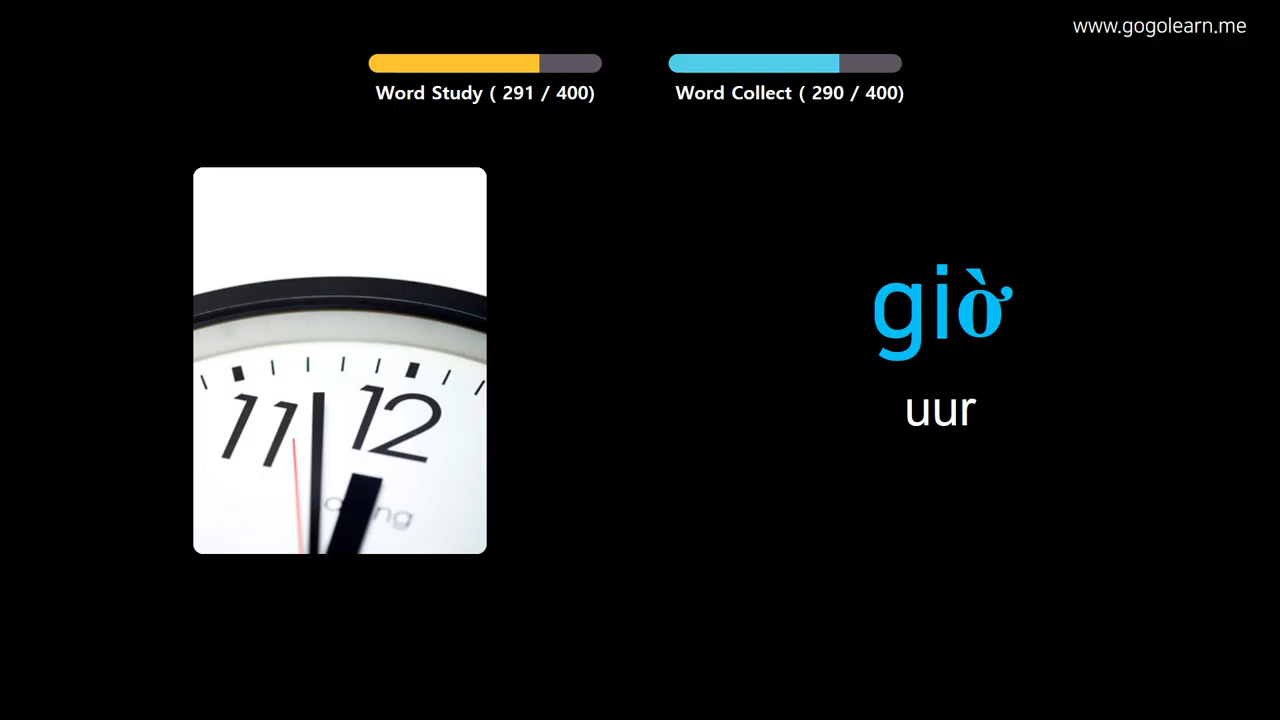 www.gogolearn.me
Word Study ( 291 / 400)
Word Collect ( 290 / 400)
11
12
giờ
uur